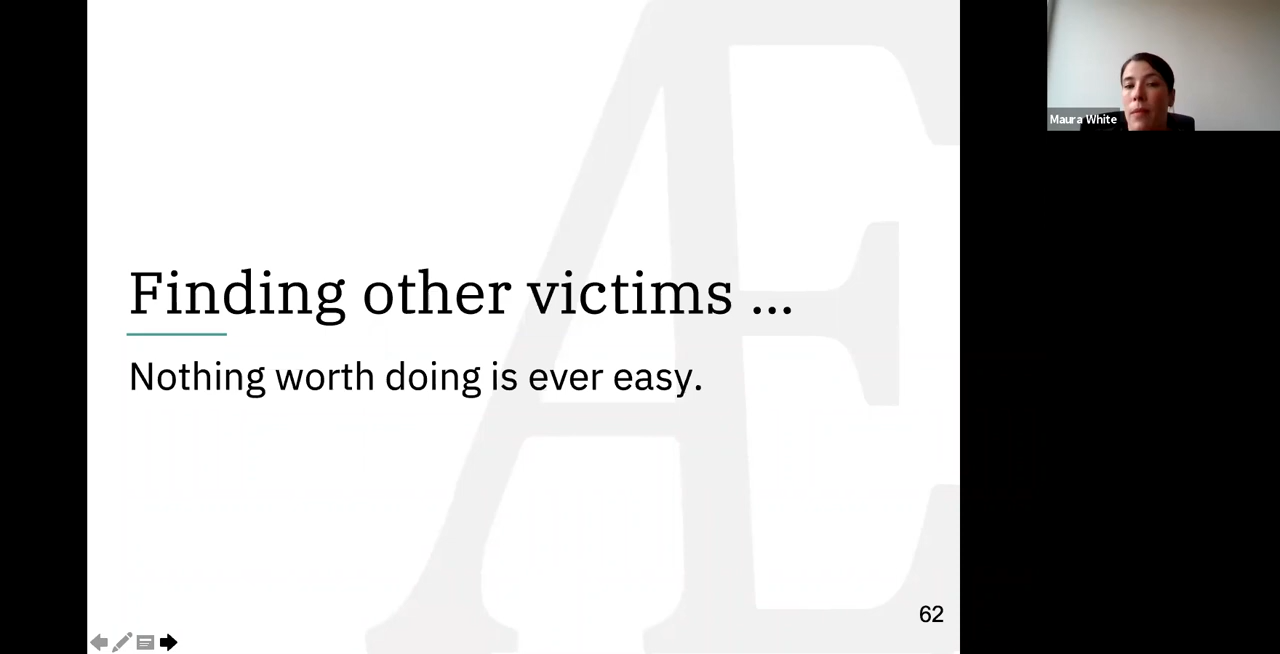 Finding other victims ...
Nothing worth doing is ever easy.
62
Maura White